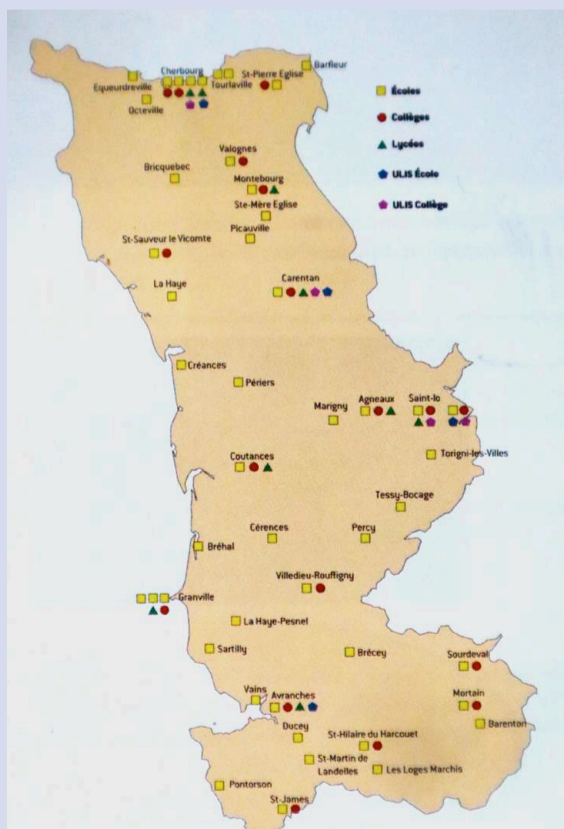 Barfleur
Cherbourg
St-Pierre Eglise
Equeurdreville
Tourlaville
Octeville
Écoles
Collèges
Lycées
ULIS École
ULIS Collège
Valognes
Bricquebec
Montebourg
Ste-Mère Eglise
Picauville
St-Sauveur le Vicomte
La Haye
Carentan
Créances
Périers
Marigny
Agneaux
Saint-lo
Torigni-les-Villes
Coutances
Tessy-Bocage
Cérences
Percy
Bréhal
Villedieu-Rouffigny
Granville
La Haye-Pesnel
Sartilly
Brécey
Sourdeval
Vains
Avranches
Mortain
Barenton
Ducey
St-Hilaire du Harcouet
St-Martin de
Landelles
Les Loges Marchis
Pontorson
St-James